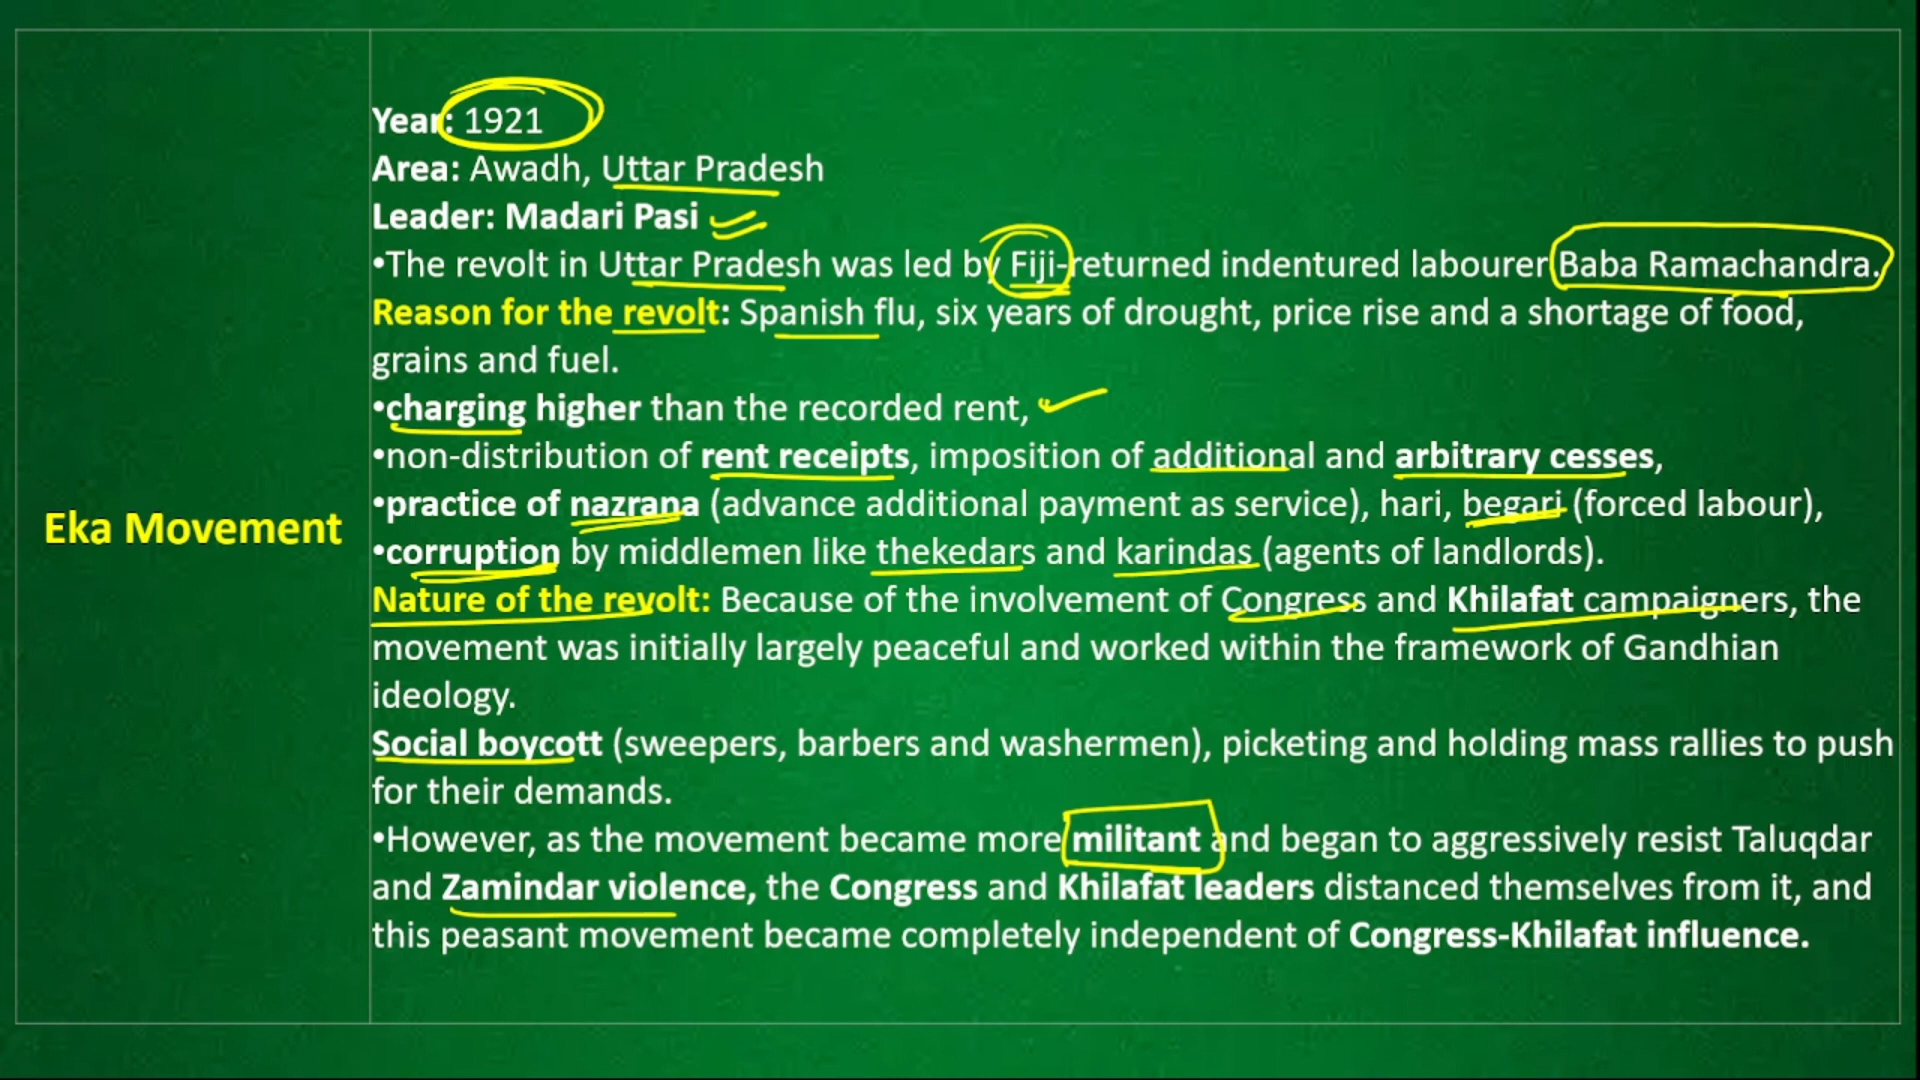 Year: 1921
Area: Awadh, Uttar Pradesh
Leader: Madari Pasi
•The revolt in Uttar Pradesh was led by Fiji-returned indentured labourer Baba Ramachandra.
Reason for the revolt: Spanish flu, six years of drought, price rise and a shortage of food,
grains and fuel.
•charging higher than the recorded rent,
•non-distribution of rent receipts, imposition of additional and arbitrary cesses,
Eka Movement
•practice of nazrana (advance additional payment as service), hari, begari (forced labour),
•corruption by middlemen like thekedars and karindas (agents of landlords).
Nature of the revolt: Because of the involvement of Congress and Khilafat campaigners, the
movement was initially largely peaceful and worked within the framework of Gandhian
ideology.
Social boycott (sweepers, barbers and washermen), picketing and holding mass rallies to push
for their demands.
•However, as the movement became more militant and began to aggressively resist Taluqdar
and Zamindar violence, the Congress and Khilafat leaders distanced themselves from it, and
this peasant movement became completely independent of Congress-Khilafat influence.